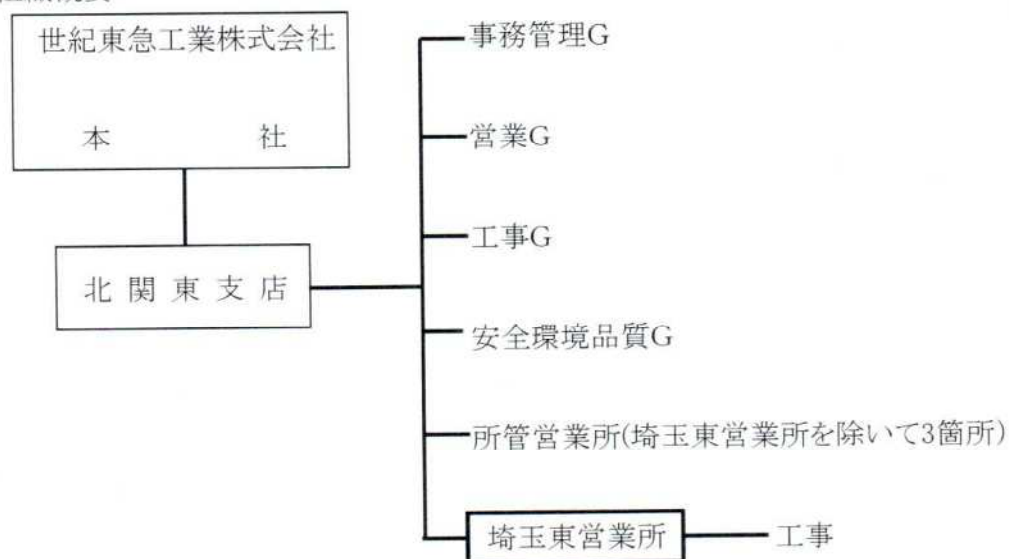 世紀東急工業株式会社
本 社
北関東支店
事務管理G
営業G
工事G
安全環境品質G
所管営業所(埼玉東営業所を除いて3箇所)
埼玉東営業所
工事